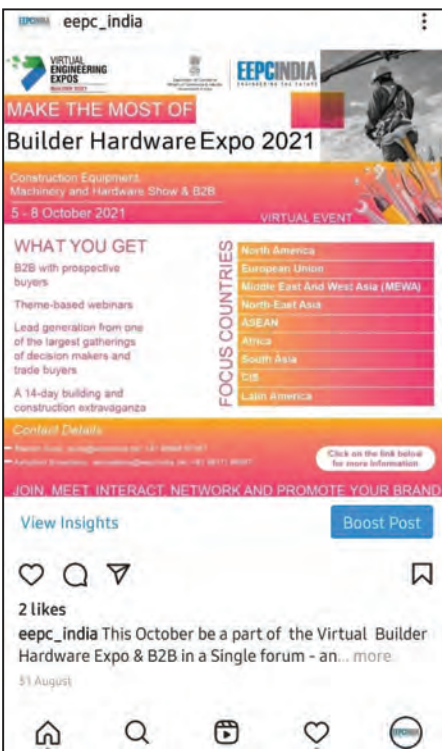 eepc_india
VIRTUAL
ENGINEERING
EXPOS
BUILDER 2021
EEPCINDIA
ENGINEERING THE FUTURE
MAKE THE MOST OF
Builder Hardware Expo 2021
Construction Equipment,
Machinery and Hardware Show & B2B
5 - 8 October 2021
VIRTUAL EVENT
WHAT YOU GET
B2B with prospective
buyers
Theme-based webinars
Lead generation from one
of the largest gatherings
of decision makers and
trade buyers
A 14-day building and
construction extravaganza
FOCUS COUNTRIES
North America
European Union
Middle East And West Asia (MEWA)
North-East Asia
ASEAN
Africa
South Asia
CIS
Latin America
Contact Details
Click on the link below
for more information
JOIN, MEET, INTERACT, NETWORK AND PROMOTE YOUR BRAND
View Insights
Boost Post
2 likes
eepc_india This October be a part of the Virtual Builder
Hardware Expo & B2B in a Single forum - an... more
31 August